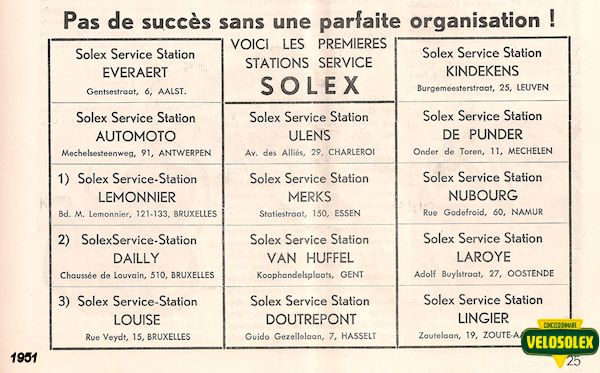 Pas de succès sans une parfaite organisation !
Solex Service Station
EVERAERT
Gentsestraat, 6, AALST.
VOICI LES PREMIERES
STATIONS SERVICE
SOLEX
Solex Service Station
KINDEKENS
Burgemeesterstraat, 25, LEUVEN
Solex Service Station
AUTOMOTO
Mechelsesteenweg, 91, ANTWERPEN
Solex Service Station
ULENS
Av. des Alliés, 29, CHARLEROI
Solex Service Station
DE PUNDER
Onder de Toren, 11, MECHELEN
1) Solex Service-Station
LEMONNIER
Bd. M. Lemonnier, 121-133, BRUXELLES
Solex Service Station
MERKS
Statiestraat, 150, ESSEN
Solex Service Station
NUBOURG
Rue Godefroid, 60, NAMUR
2) SolexService-Station
DAILLY
Chaussée de Louvain, 510, BRUXELLES
Solex Service Station
VAN HUFFEL
Koophandelsplaats, GENT
Solex Service Station
LAROYE
Adolf Buylstraat, 27, OOSTENDE
3) Solex Service-Station
LOUISE
Rue Veydt, 15, BRUXELLES
Solex Service Station
DOUTREPONT
Guido Gezellelaan, 7, HASSELT
Solex Service Station
LINGIER
Zoutelaan, 19,
CONCESSIONNAIRE
VELOSOLEX
1951
25